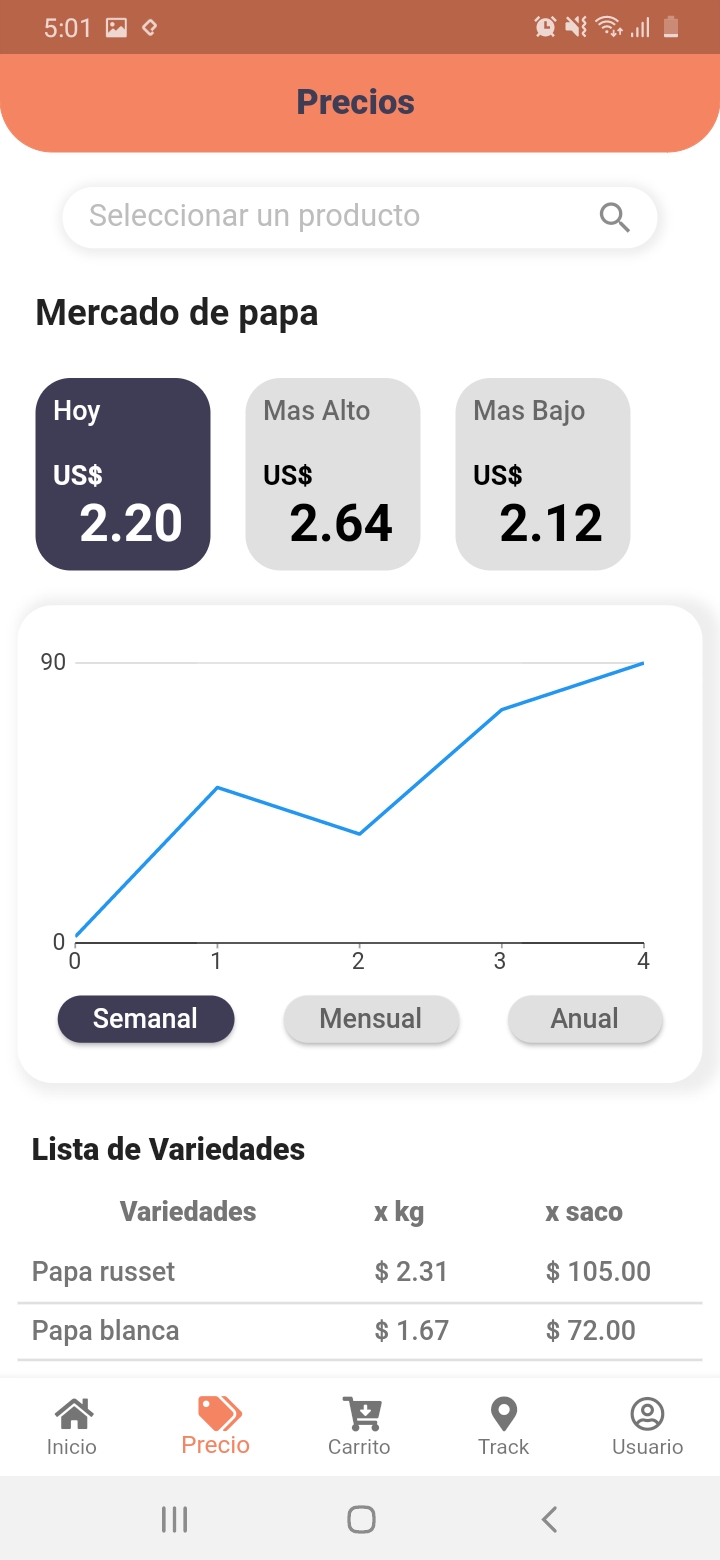 5:01
Precios
Seleccionar un producto
Mercado de papa
Hoy Mas Alto Mas Bajo
US$ US$ US$
2.20 2.64 2.12
90
0
0 1 2 3 4
Semanal Mensual Anual
Lista de Variedades
Variedades x kg x saco
Papa russet $ 2.31 $ 105.00
Papa blanca $ 1.67 $ 72.00
Inicio Precio Carrito Track Usuario